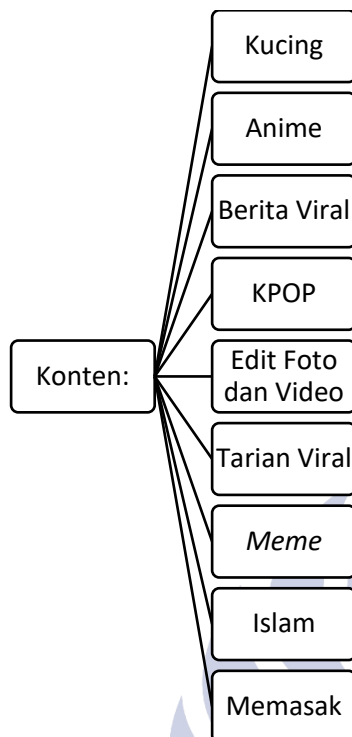 Kucing
Anime
Berita Viral
KPOP
Konten:
Edit Foto
dan Video
Tarian Viral
Meme
Islam
Memasak